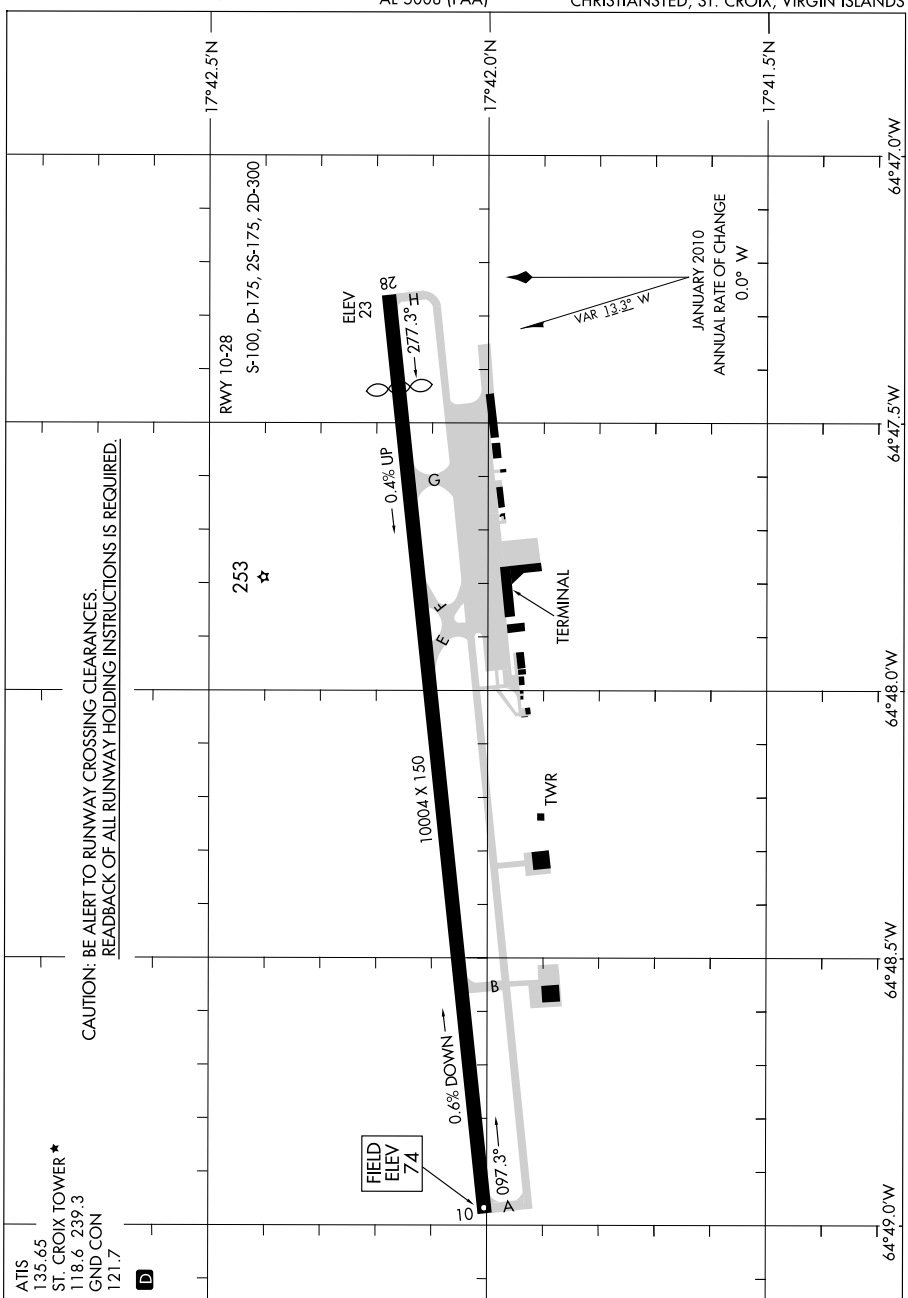 AL-5008 (FAA)
CHRISTIANSTED, ST. CROIX, VIRGIN ISLANDS
ATIS
135.65
ST. CROIX TOWER★
118.6 239.3
GND CON
121.7
D
CAUTION: BE ALERT TO RUNWAY CROSSING CLEARANCES.
READBACK OF ALL RUNWAY HOLDING INSTRUCTIONS IS REQUIRED.
RWY 10-28
S-100, D-175, 2S-175, 2D-300
253
ELEV
23
28
H
277.3°
0.4% UP
G
F
E
10004 X 150
TERMINAL
TWR
B
0.6% DOWN
FIELD
ELEV
74
10
097.3°
A
VAR 13.3° W
JANUARY 2010
ANNUAL RATE OF CHANGE
0.0° W
17°42.5'N
17°42.0'N
17°41.5'N
64°49.0'W
64°48.5'W
64°48.0'W
64°47.5'W
64°47.0'W